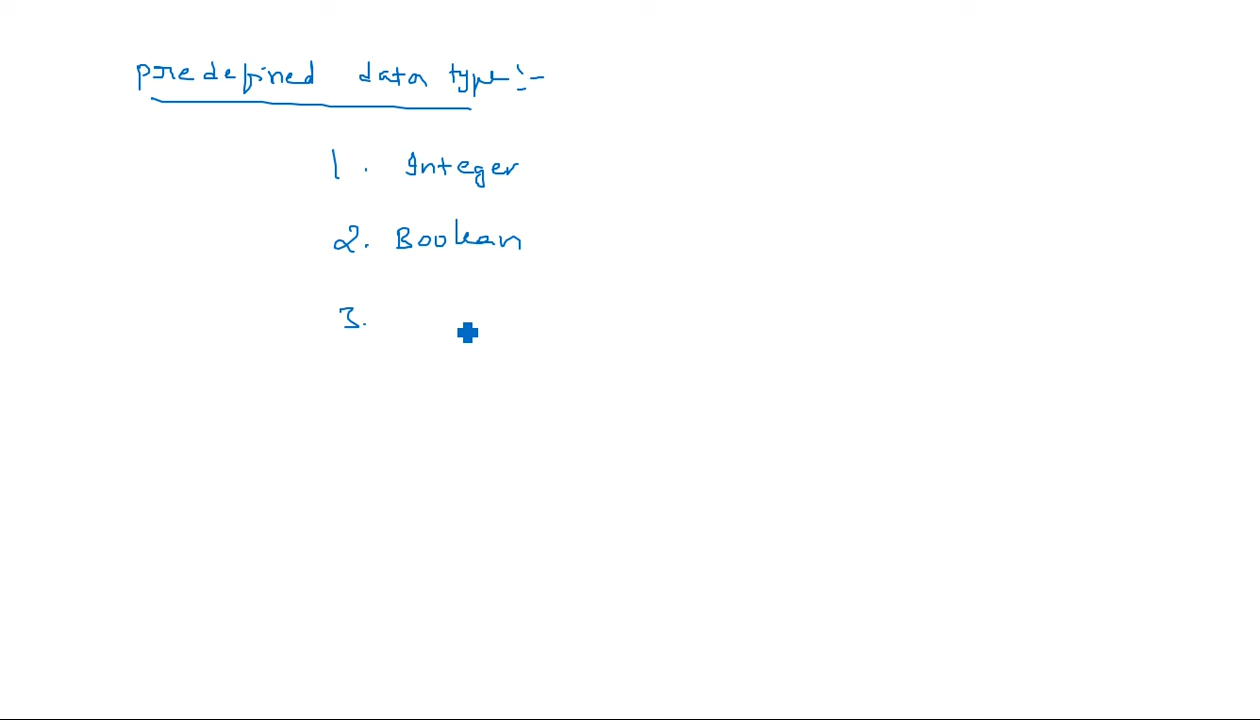 predefined data type :-
1. Integer
2. Boolean
3.